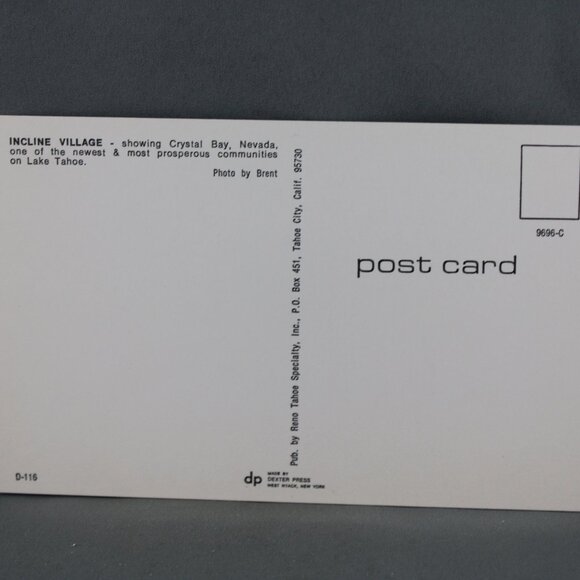 INCLINE VILLAGE - showing Crystal Bay, Nevada,
one of the newest & most prosperous communities
on Lake Tahoe.
Photo by Brent
Pub. by Reno Tahoe Specialty, Inc., P.O. Box 451, Tahoe City, Calif. 95730
9696-C
post card
D-116
dp
MADE BY
DEXTER PRESS
WEST NYACK, NEW YORK